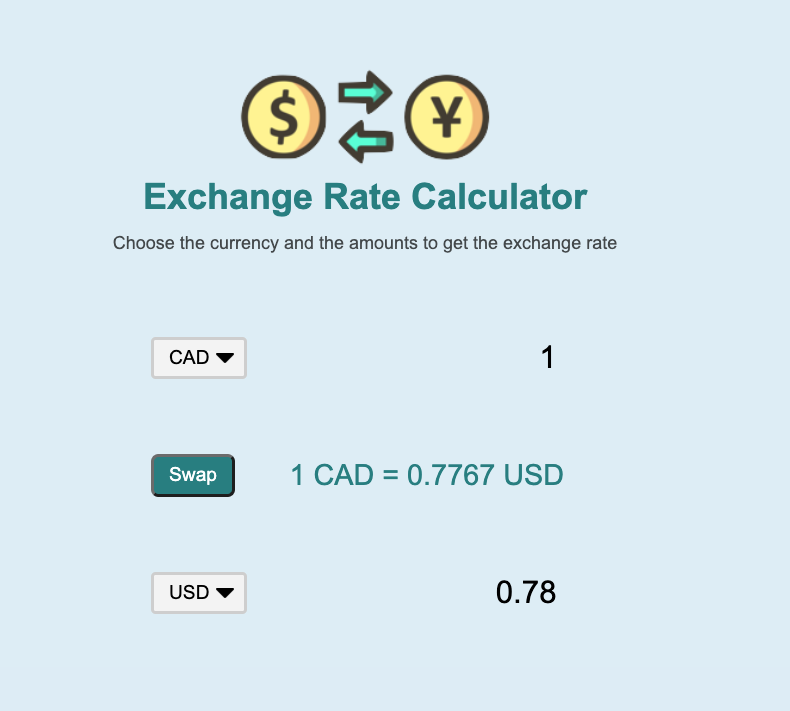 $ ¥
Exchange Rate Calculator
Choose the currency and the amounts to get the exchange rate
CAD 1
Swap 1 CAD = 0.7767 USD
USD 0.78